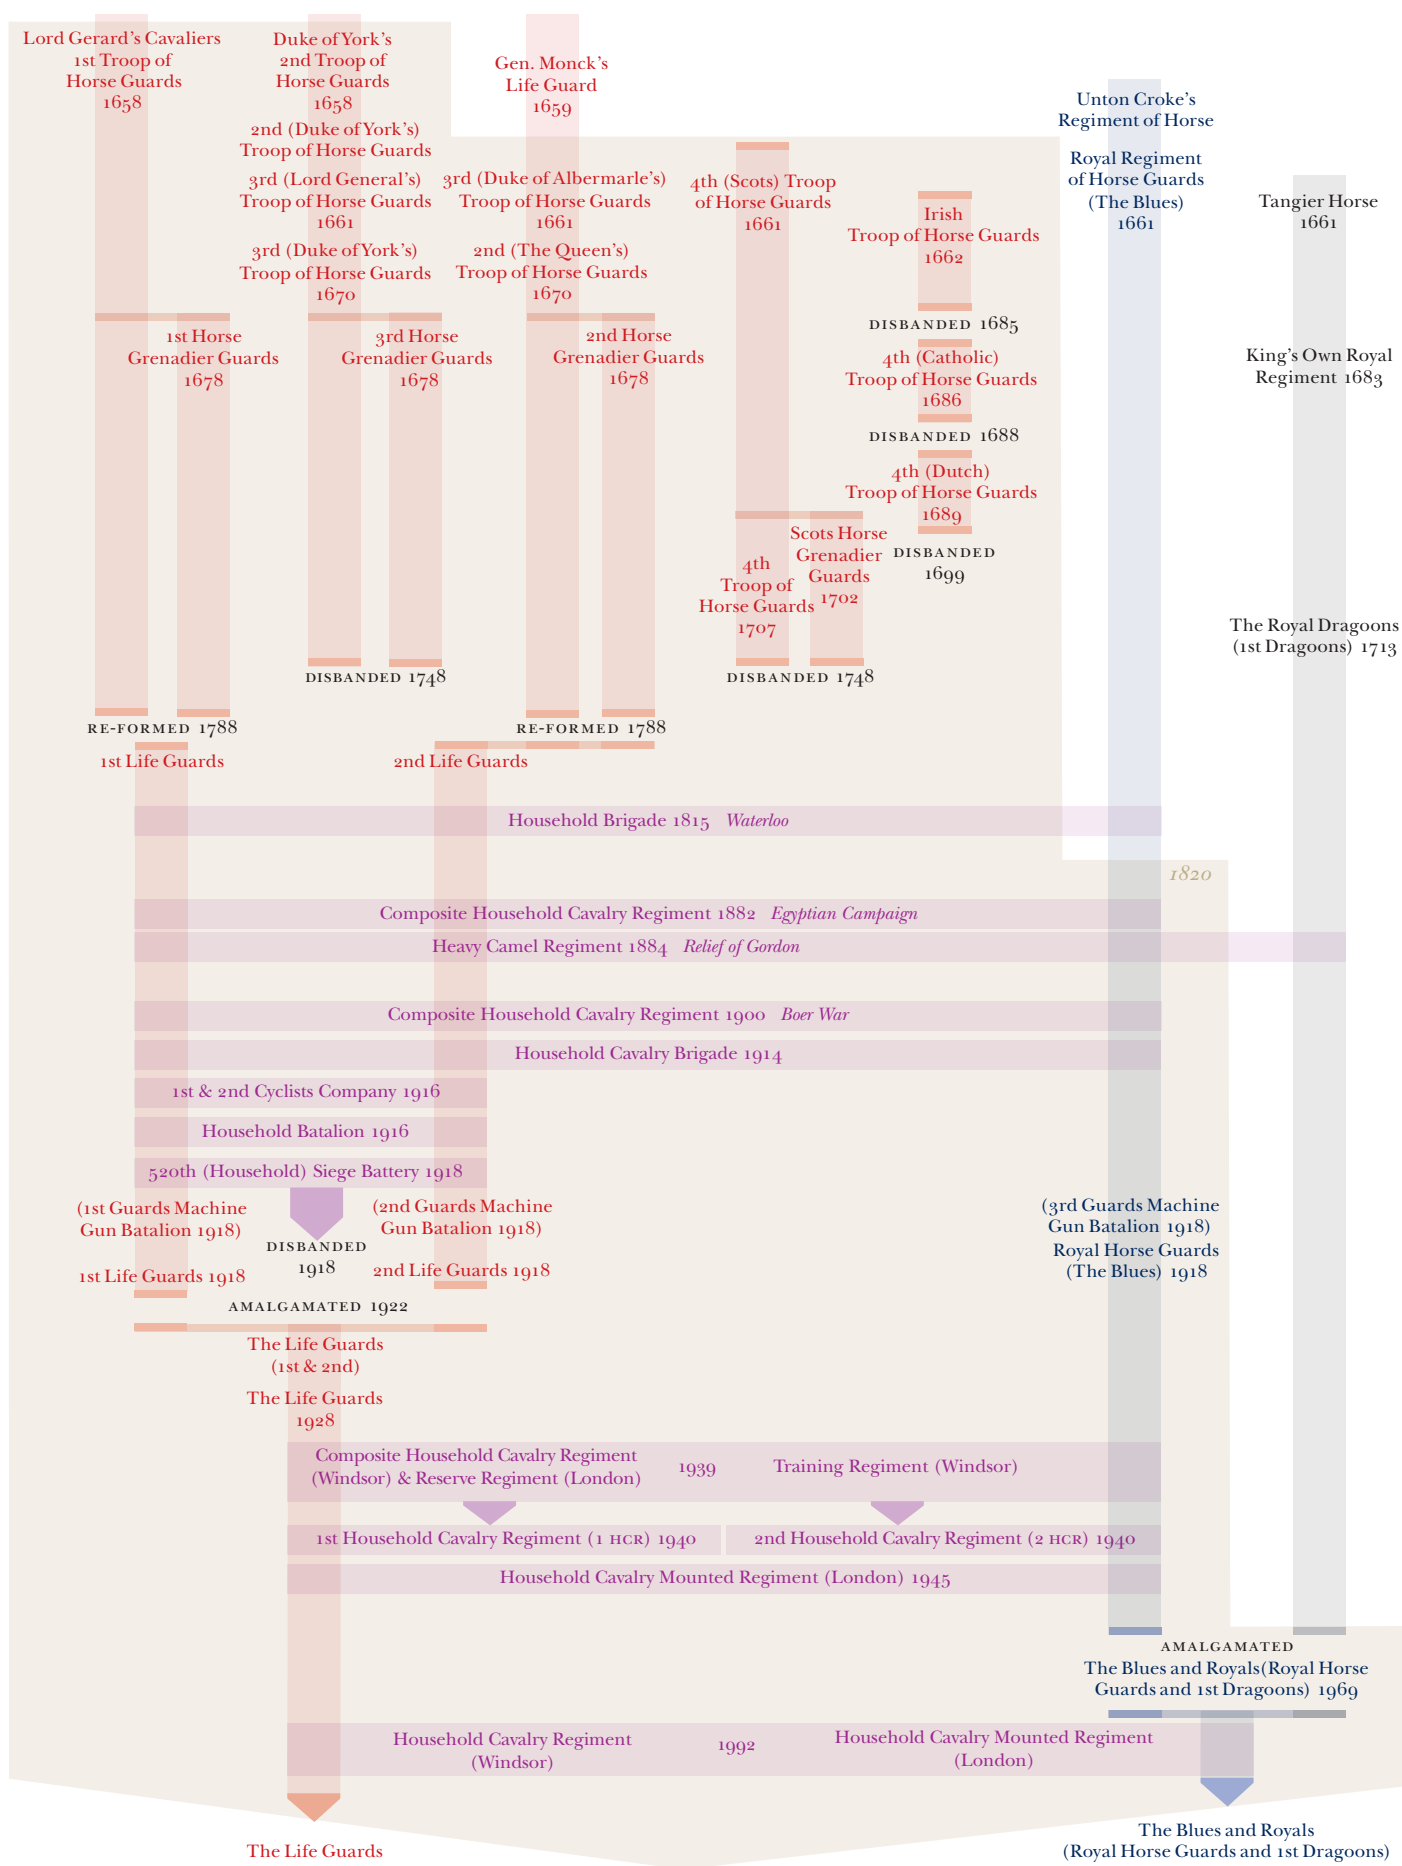 Lord Gerard's Cavaliers
1st Troop of
Horse Guards
1658
Duke of York's
2nd Troop of
Horse Guards
1658
2nd (Duke of York's)
Troop of Horse Guards
3rd (Lord General's)
Troop of Horse Guards
1661
3rd (Duke of York's)
Troop of Horse Guards
1670
Gen. Monck's
Life Guard
1659
3rd (Duke of Albermarle's)
Troop of Horse Guards
1661
2nd (The Queen's)
Troop of Horse Guards
1670
4th (Scots) Troop
of Horse Guards
1661
Irish
Troop of Horse Guards
1662
DISBANDED 1685
4th (Catholic)
Troop of Horse Guards
1686
DISBANDED 1688
4th (Dutch)
Troop of Horse Guards
1689
DISBANDED
1699
Unton Croke's
Regiment of Horse
Royal Regiment
of Horse Guards
(The Blues)
1661
Tangier Horse
1661
King's Own Royal
Regiment 1683
The Royal Dragoons
(1st Dragoons) 1713
1st Horse
Grenadier Guards
1678
3rd Horse
Grenadier Guards
1678
2nd Horse
Grenadier Guards
1678
Scots Horse
Grenadier
Guards
1702
4th
Troop of
Horse Guards
1707
DISBANDED 1748
DISBANDED 1748
RE-FORMED 1788
RE-FORMED 1788
1st Life Guards
2nd Life Guards
Household Brigade 1815 Waterloo
1820
Composite Household Cavalry Regiment 1882 Egyptian Campaign
Heavy Camel Regiment 1884 Relief of Gordon
Composite Household Cavalry Regiment 1900 Boer War
Household Cavalry Brigade 1914
1st & 2nd Cyclists Company 1916
Household Batalion 1916
520th (Household) Siege Battery 1918
(1st Guards Machine
Gun Batalion 1918)
1st Life Guards 1918
DISBANDED
1918
(2nd Guards Machine
Gun Batalion 1918)
2nd Life Guards 1918
(3rd Guards Machine
Gun Batalion 1918)
Royal Horse Guards
(The Blues) 1918
AMALGAMATED 1922
The Life Guards
(1st & 2nd)
The Life Guards
1928
Composite Household Cavalry Regiment
(Windsor) & Reserve Regiment (London)
1939
Training Regiment (Windsor)
1st Household Cavalry Regiment (1 HCR) 1940
2nd Household Cavalry Regiment (2 HCR) 1940
Household Cavalry Mounted Regiment (London) 1945
AMALGAMATED
The Blues and Royals(Royal Horse
Guards and 1st Dragoons) 1969
Household Cavalry Regiment
(Windsor)
1992
Household Cavalry Mounted Regiment
(London)
The Life Guards
The Blues and Royals
(Royal Horse Guards and 1st Dragoons)